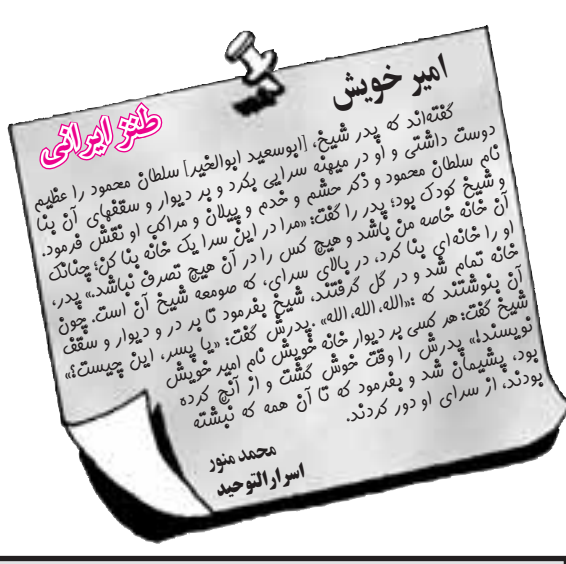 امیر خویش
طنز ایرانی
گفته‌اند که پدر شیخ، [ابوسعید ابوالخیر] سلطان محمود را عظیم
دوست داشتی و او در میهنه سرایی بکرد و بر دیوار و سقفهای آن بنا
نام سلطان محمود و ذکر حشم و خدم و پیلان و مراکب او نقش فرمود.
و شیخ کودک بود؛ پدر را گفت: «مرا در این سرا یک خانه بنا کن؛ چنانک
آن خانه خاصه من باشد و هیچ کس را در آن هیچ تصرف نباشد.» پدر،
او را خانه‌ای بنا کرد، در بالای سرای، که صومعه شیخ آن است. چون
خانه تمام شد و در گل گرفتند، شیخ بفرمود تا بر در و دیوار و سقف
آن بنوشتند که :«الله، الله، الله». پدرش گفت: «یا پسر، این چیست؟»
شیخ گفت: هر کسی بر دیوار خانه خویش نام امیر خویش
نویسند!» پدرش را وقت خوش گشت و از آنچ کرده
بود، پشیمان شد و بفرمود که تا آن همه که نبشته
بودند، از سرای او دور کردند.
محمد منور
اسرارالتوحید